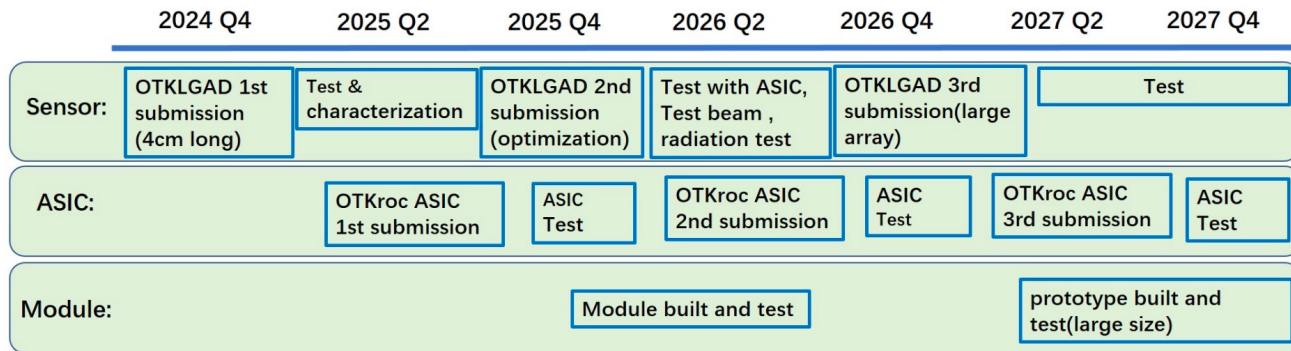 2024 Q4 2025 Q2 2025 Q4 2026 Q2 2026 Q4 2027 Q2 2027 Q4
Sensor:
OTKLGAD 1st
submission
(4cm long)
Test &
characterization
OTKLGAD 2nd
submission
(optimization)
Test with ASIC,
Test beam ,
radiation test
OTKLGAD 3rd
submission(large
array)
Test
ASIC:
OTKroc ASIC
1st submission
ASIC
Test
OTKroc ASIC
2nd submission
ASIC
Test
OTKroc ASIC
3rd submission
ASIC
Test
Module:
Module built and test
prototype built and
test(large size)